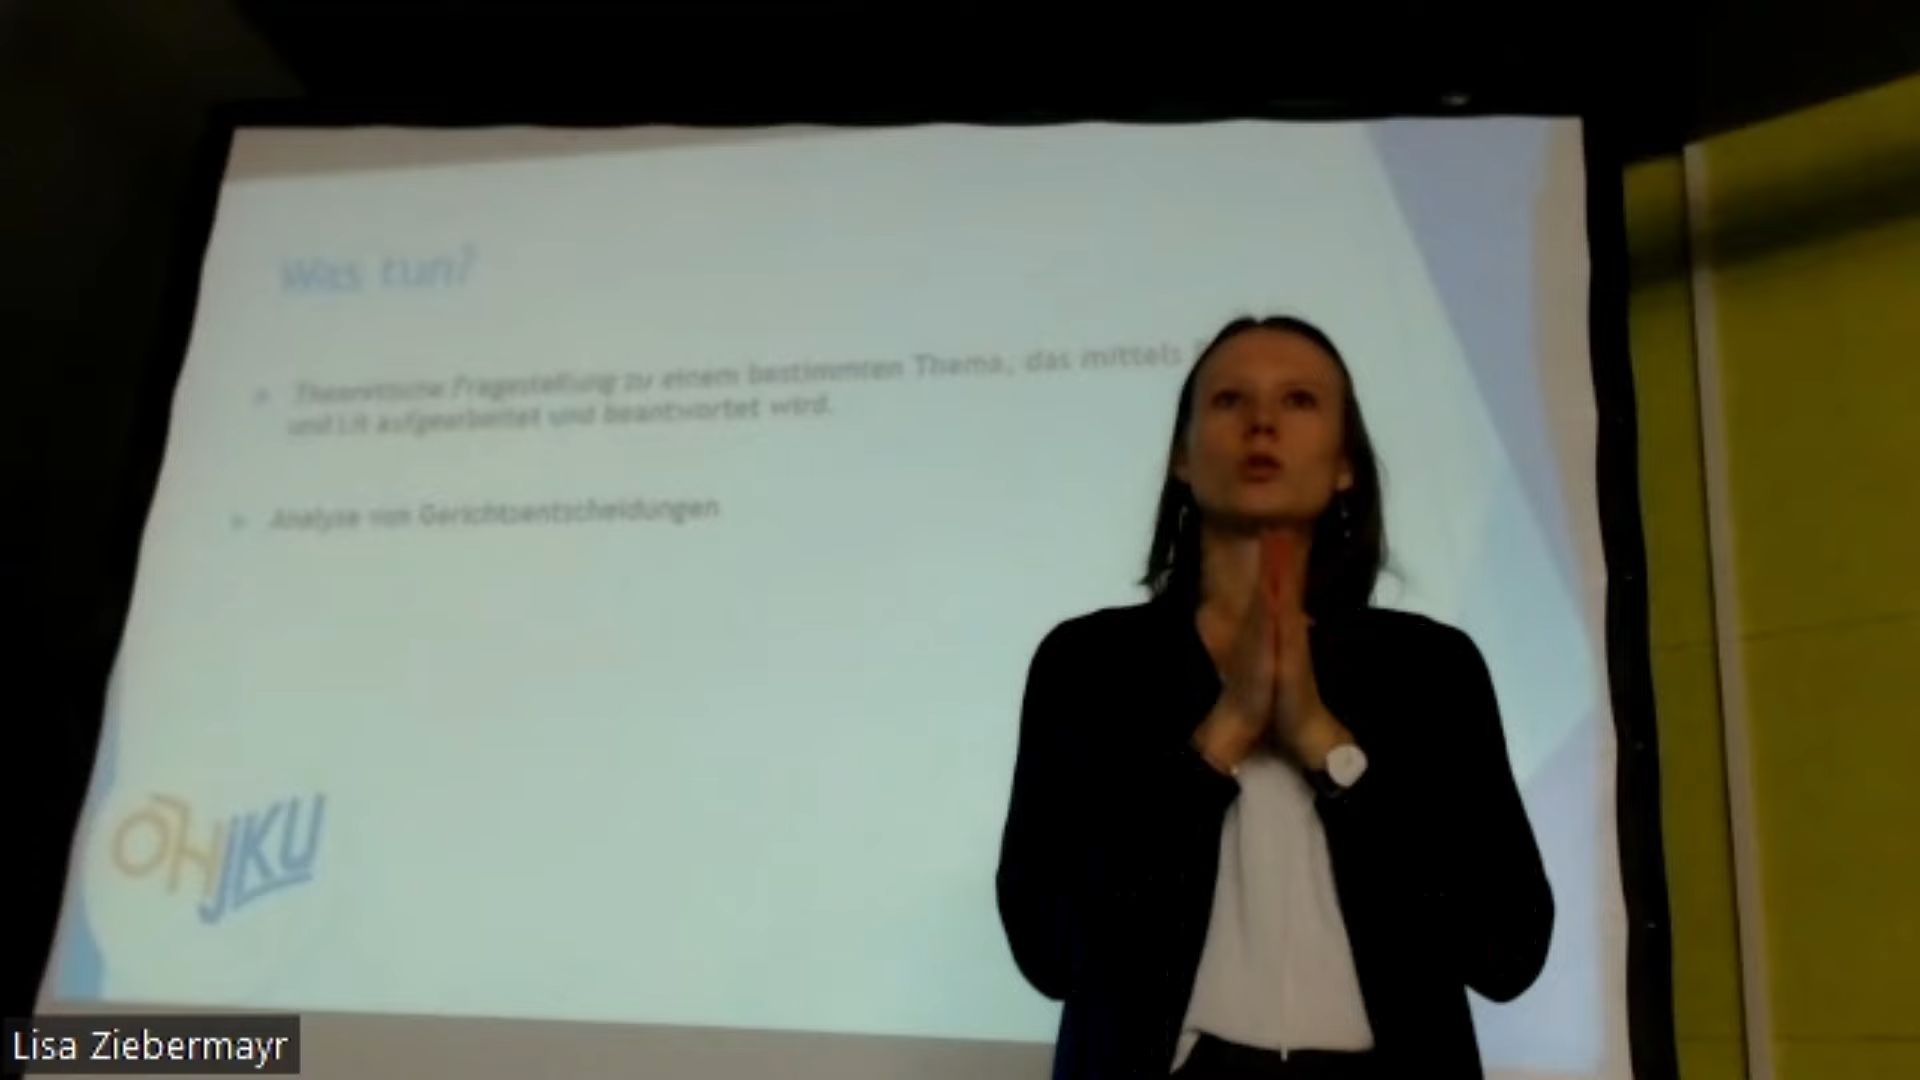 Was tun?
Theoretische Fragestellung zu einem bestimmten Thema, das mittels
und Lit aufgearbeitet und beantwortet wird.
Analyse von Gerichtsentscheidungen
ÖH JKU
Lisa Ziebermayr